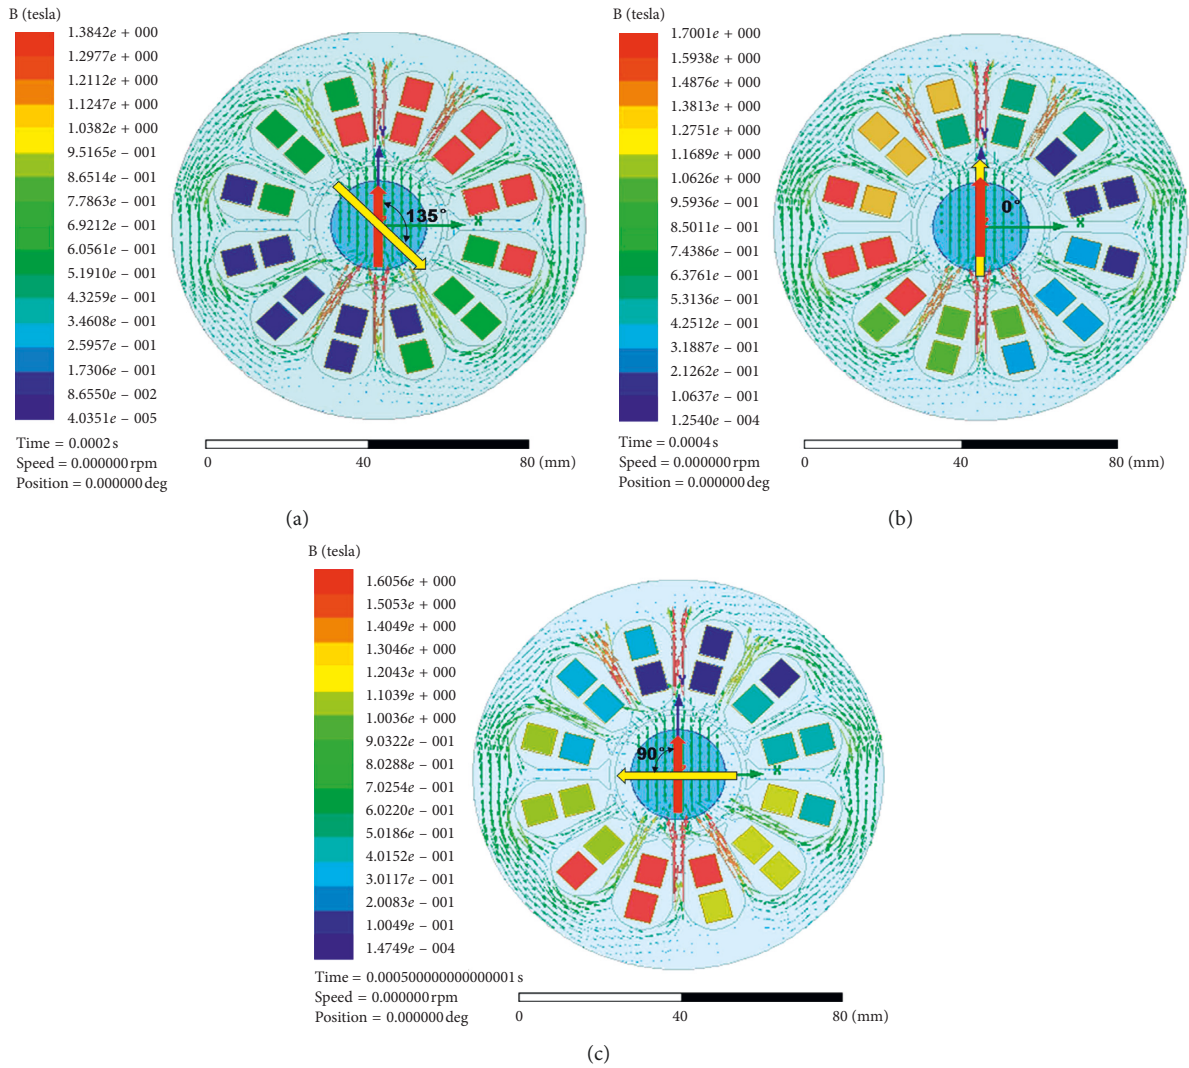 B (tesla)
1.3842e + 000
1.2977e + 000
1.2112e + 000
1.1247e + 000
1.0382e + 000
9.5165e – 001
8.6514e – 001
7.7863e – 001
6.9212e – 001
6.0561e – 001
5.1910e – 001
4.3259e – 001
3.4608e – 001
2.5957e – 001
1.7306e – 001
8.6550e – 002
4.0351e – 005
Y
135°
X
Time = 0.0002 s
Speed = 0.000000 rpm
Position = 0.000000 deg
0 40 80 (mm)
(a)
B (tesla)
1.7001e + 000
1.5938e + 000
1.4876e + 000
1.3813e + 000
1.2751e + 000
1.1689e + 000
1.0626e + 000
9.5936e – 001
8.5011e – 001
7.4386e – 001
6.3761e – 001
5.3136e – 001
4.2512e – 001
3.1887e – 001
2.1262e – 001
1.0637e – 001
1.2540e – 004
Y
0°
X
Time = 0.0004 s
Speed = 0.000000 rpm
Position = 0.000000 deg
0 40 80 (mm)
(b)
B (tesla)
1.6056e + 000
1.5053e + 000
1.4049e + 000
1.3046e + 000
1.2043e + 000
1.1039e + 000
1.0036e + 000
9.0322e – 001
8.0288e – 001
7.0254e – 001
6.0220e – 001
5.0186e – 001
4.0152e – 001
3.0117e – 001
2.0083e – 001
1.0049e – 001
1.4749e – 004
Y
90°
X
Time = 0.000500000000000001 s
Speed = 0.000000 rpm
Position = 0.000000 deg
0 40 80 (mm)
(c)